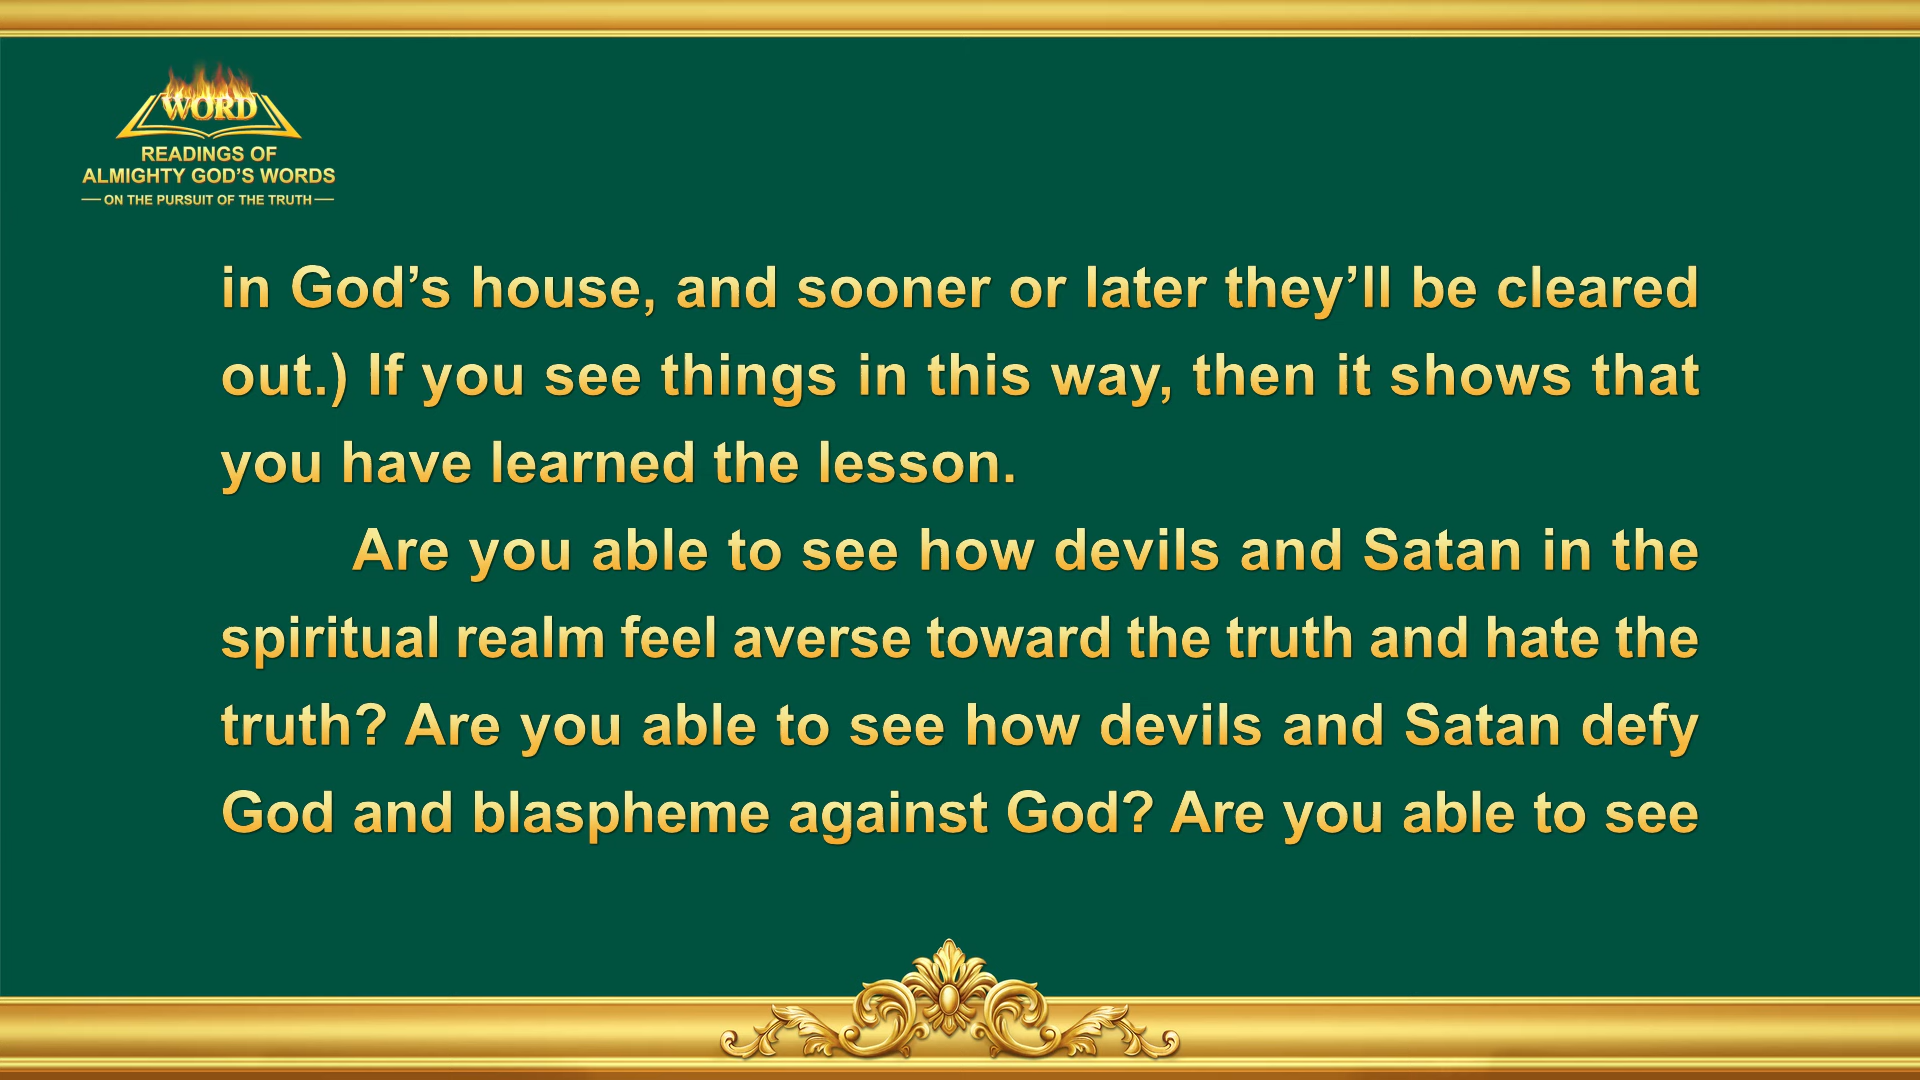 WORD
READINGS OF
ALMIGHTY GOD’S WORDS
ON THE PURSUIT OF THE TRUTH
in God’s house, and sooner or later they’ll be cleared
out.) If you see things in this way, then it shows that
you have learned the lesson.
Are you able to see how devils and Satan in the
spiritual realm feel averse toward the truth and hate the
truth? Are you able to see how devils and Satan defy
God and blaspheme against God? Are you able to see